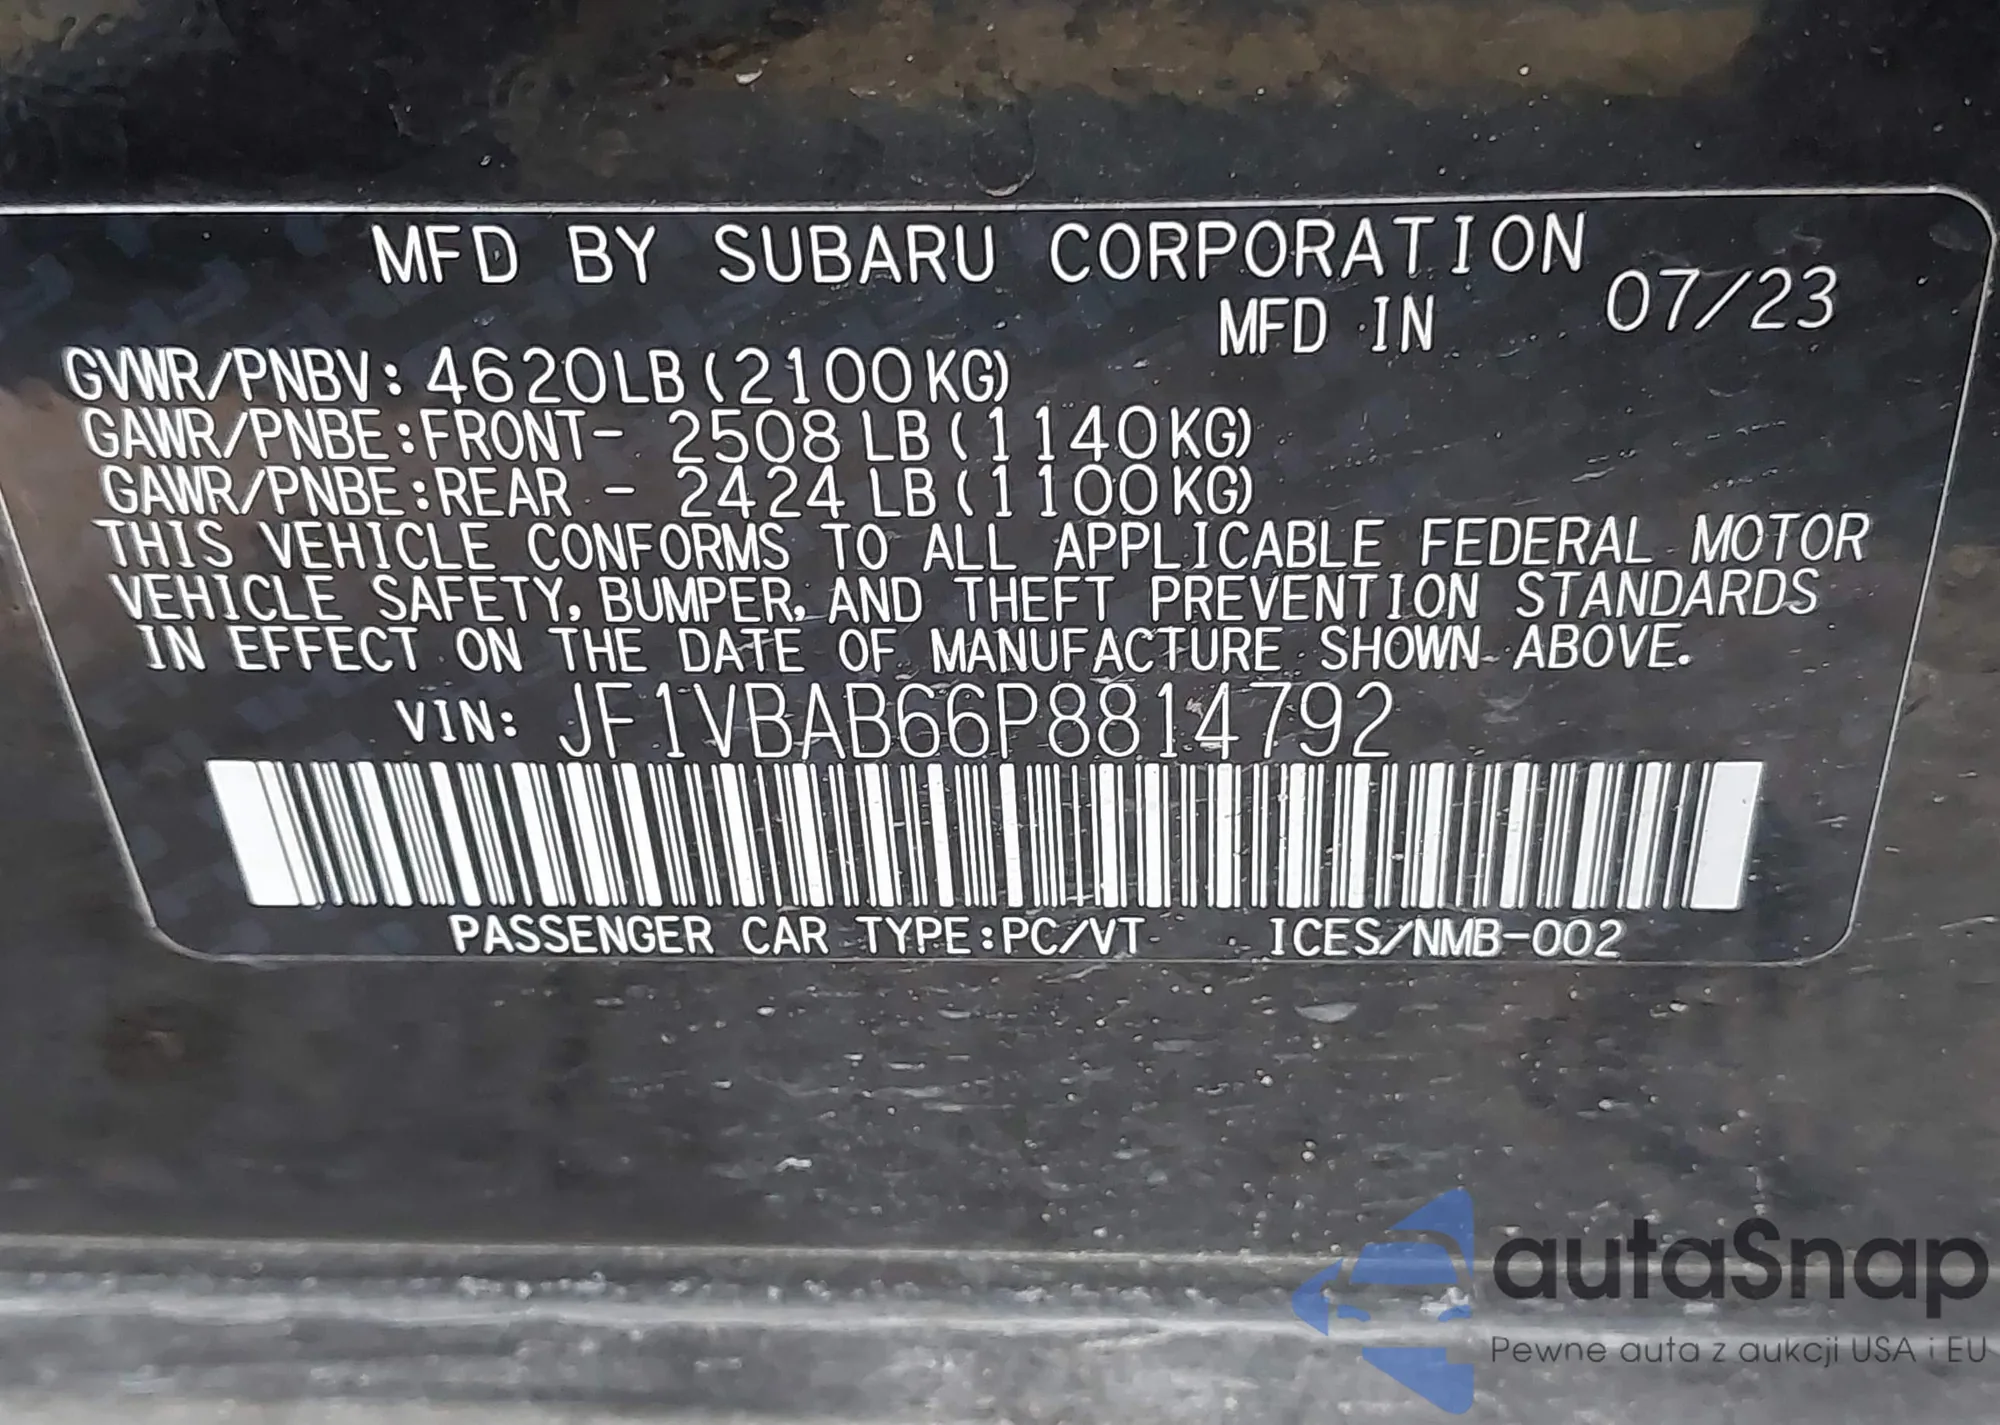 MFD BY SUBARU CORPORATION
MFD IN 07/23
GVWR/PNBV: 4620LB (2100KG)
GAWR/PNBE:FRONT- 2508 LB (1140KG)
GAWR/PNBE:REAR - 2424 LB (1100KG)
THIS VEHICLE CONFORMS TO ALL APPLICABLE FEDERAL MOTOR
VEHICLE SAFETY, BUMPER, AND THEFT PREVENTION STANDARDS
IN EFFECT ON THE DATE OF MANUFACTURE SHOWN ABOVE.
VIN: JF1VBAB66P8814792
PASSENGER CAR TYPE:PC/VT ICES/NMB-002
autaSnap
Pewne auta z aukcji USA i EU